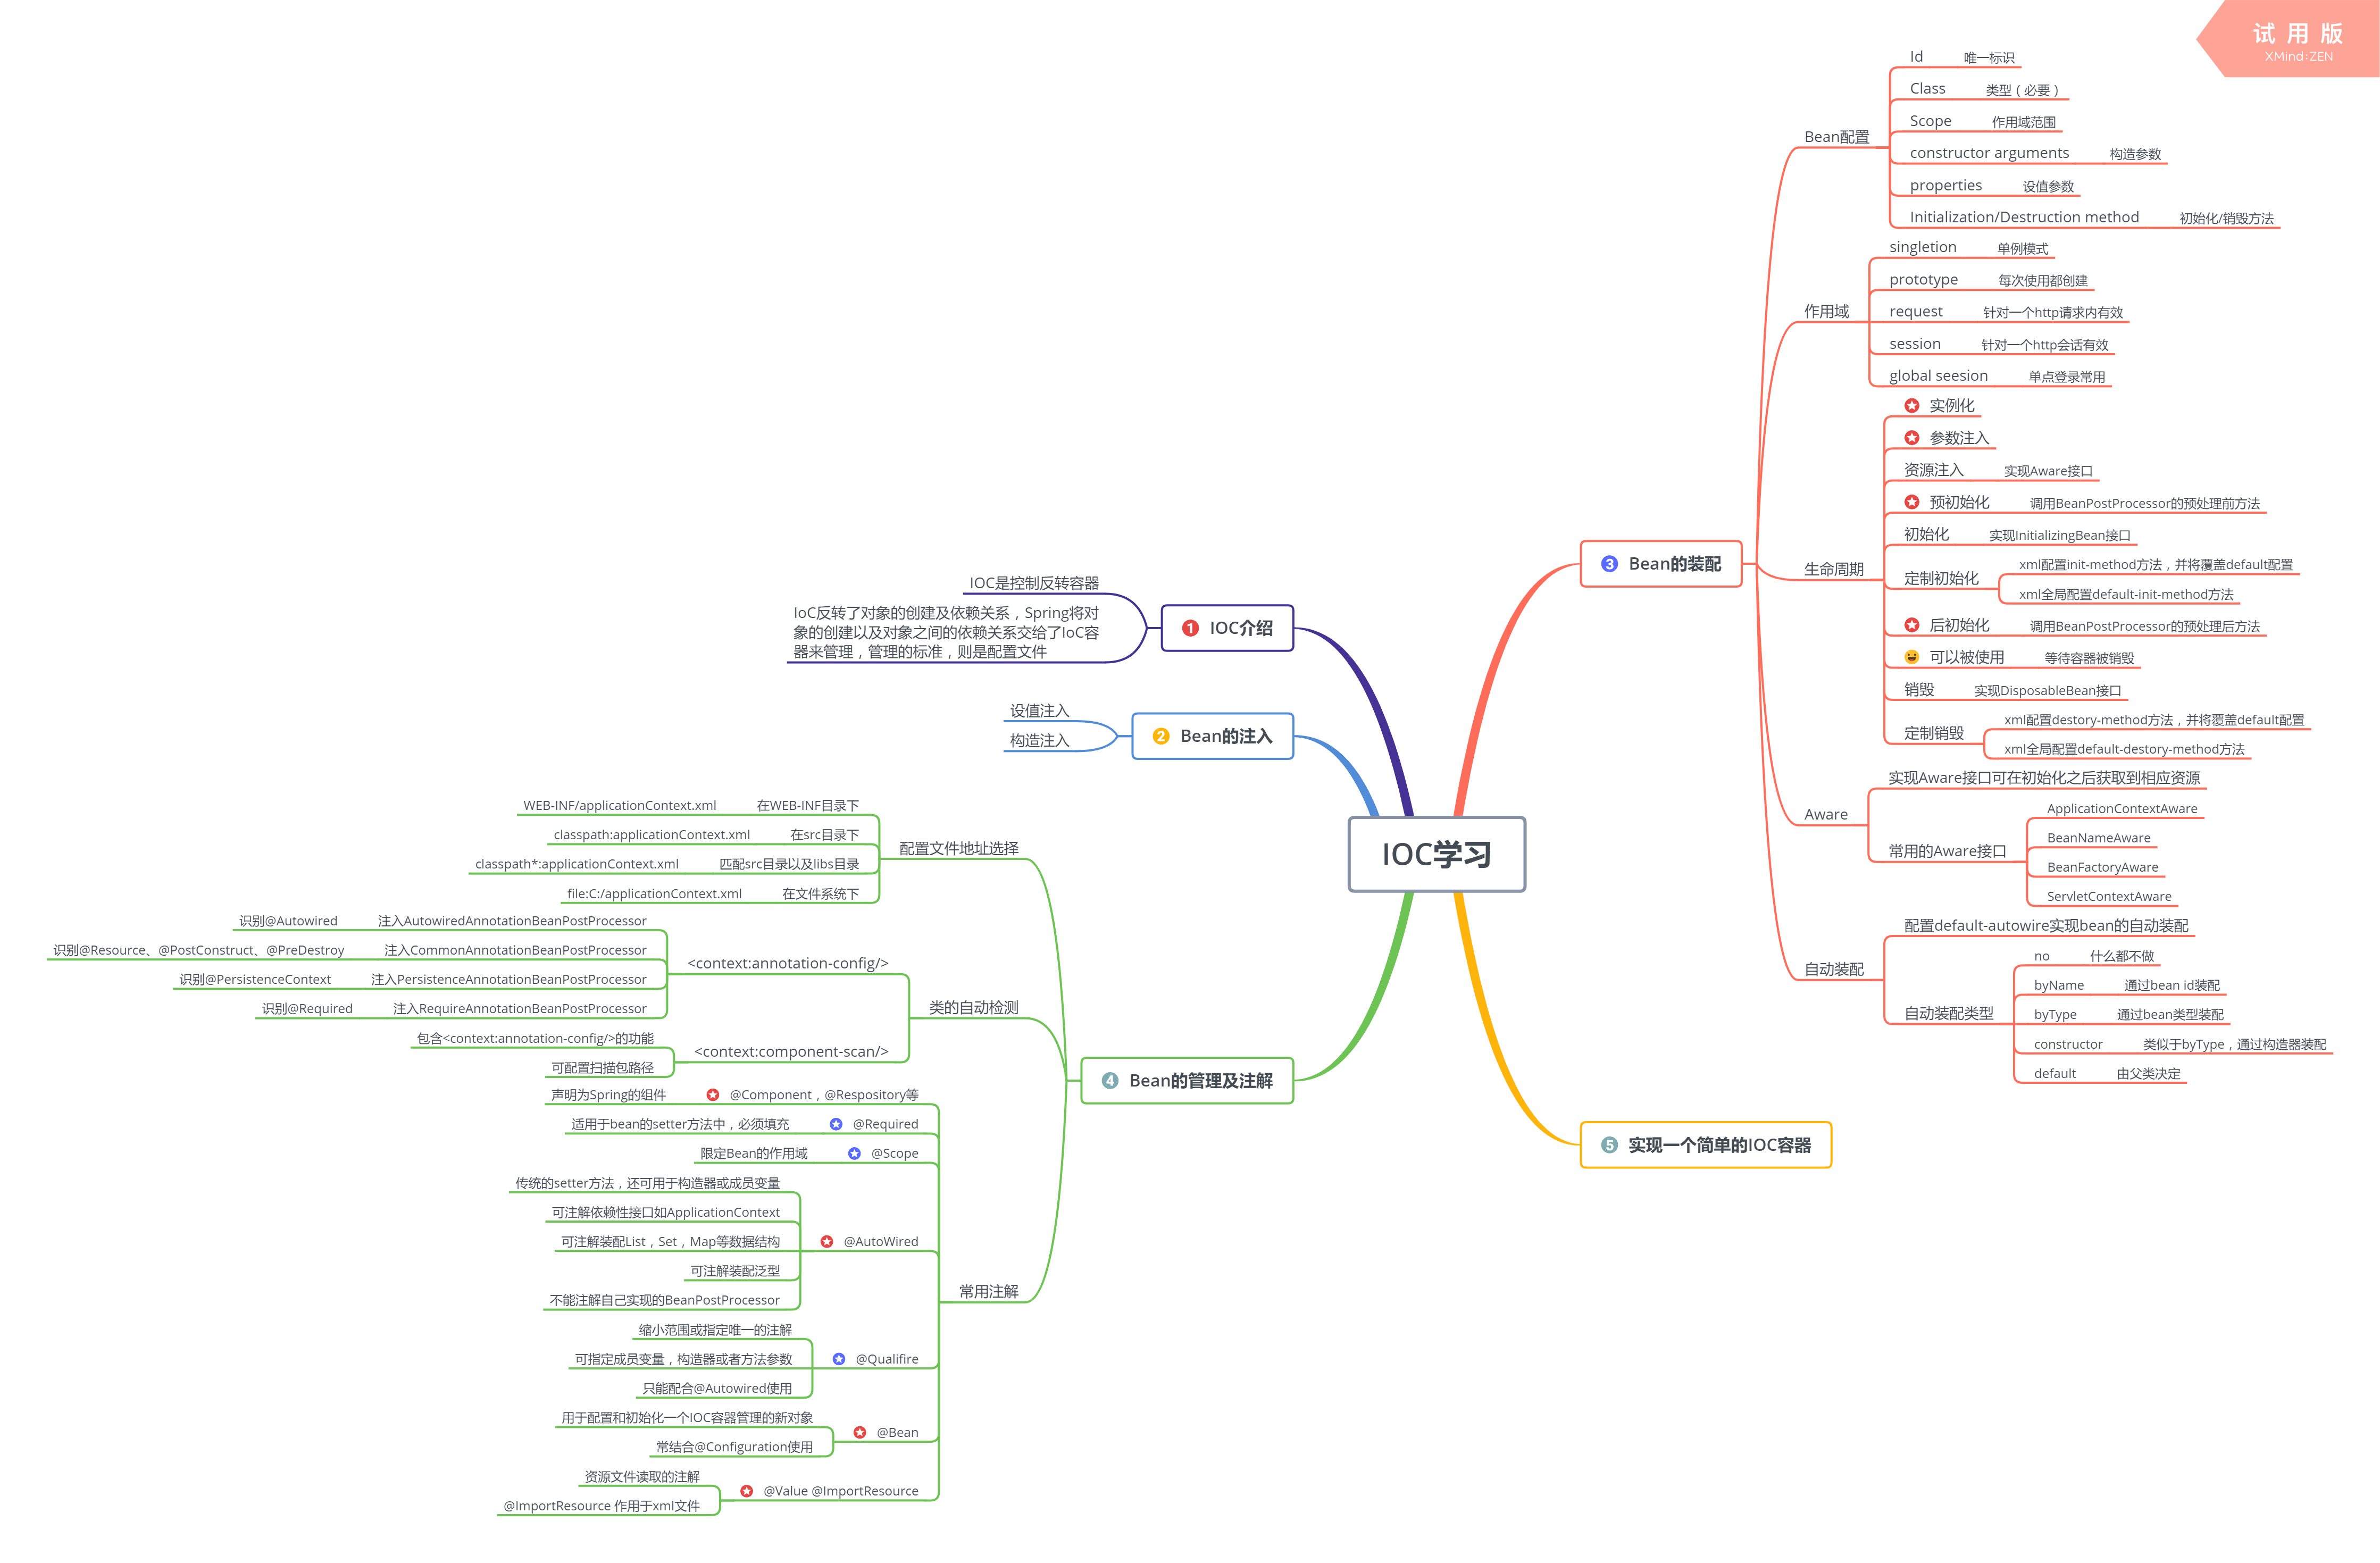 试用版
XMind:ZEN
IOC学习
1 IOC介绍
IOC是控制反转容器
IoC反转了对象的创建及依赖关系，Spring将对
象的创建以及对象之间的依赖关系交给了IoC容
器来管理，管理的标准，则是配置文件
2 Bean的注入
设值注入
构造注入
3 Bean的装配
Bean配置
Id 唯一标识
Class 类型（必要）
Scope 作用域范围
constructor arguments 构造参数
properties 设值参数
Initialization/Destruction method 初始化/销毁方法
作用域
singletion 单例模式
prototype 每次使用都创建
request 针对一个http请求内有效
session 针对一个http会话有效
global seesion 单点登录常用
生命周期
实例化
参数注入
资源注入 实现Aware接口
预初始化 调用BeanPostProcessor的预处理前方法
初始化 实现InitializingBean接口
定制初始化
xml配置init-method方法，并将覆盖default配置
xml全局配置default-init-method方法
后初始化 调用BeanPostProcessor的预处理后方法
可以被使用 等待容器被销毁
销毁 实现DisposableBean接口
定制销毁
xml配置destory-method方法，并将覆盖default配置
xml全局配置default-destory-method方法
Aware
实现Aware接口可在初始化之后获取到相应资源
常用的Aware接口
ApplicationContextAware
BeanNameAware
BeanFactoryAware
ServletContextAware
自动装配
配置default-autowire实现bean的自动装配
自动装配类型
no 什么都不做
byName 通过bean id装配
byType 通过bean类型装配
constructor 类似于byType，通过构造器装配
default 由父类决定
4 Bean的管理及注解
配置文件地址选择
WEB-INF/applicationContext.xml 在WEB-INF目录下
classpath:applicationContext.xml 在src目录下
classpath*:applicationContext.xml 匹配src目录以及libs目录
file:C:/applicationContext.xml 在文件系统下
类的自动检测
<context:annotation-config/>
识别@Autowired 注入AutowiredAnnotationBeanPostProcessor
识别@Resource、@PostConstruct、@PreDestroy 注入CommonAnnotationBeanPostProcessor
识别@PersistenceContext 注入PersistenceAnnotationBeanPostProcessor
识别@Required 注入RequireAnnotationBeanPostProcessor
<context:component-scan/>
包含<context:annotation-config/>的功能
可配置扫描包路径
常用注解
声明为Spring的组件 @Component，@Respository等
适用于bean的setter方法中，必须填充 @Required
限定Bean的作用域 @Scope
@AutoWired
传统的setter方法，还可用于构造器或成员变量
可注解依赖性接口如ApplicationContext
可注解装配List，Set，Map等数据结构
可注解装配泛型
不能注解自己实现的BeanPostProcessor
@Qualifire
缩小范围或指定唯一的注解
可指定成员变量，构造器或者方法参数
只能配合@Autowired使用
@Bean
用于配置和初始化一个IOC容器管理的新对象
常结合@Configuration使用
@Value @ImportResource
资源文件读取的注解
@ImportResource 作用于xml文件
5 实现一个简单的IOC容器